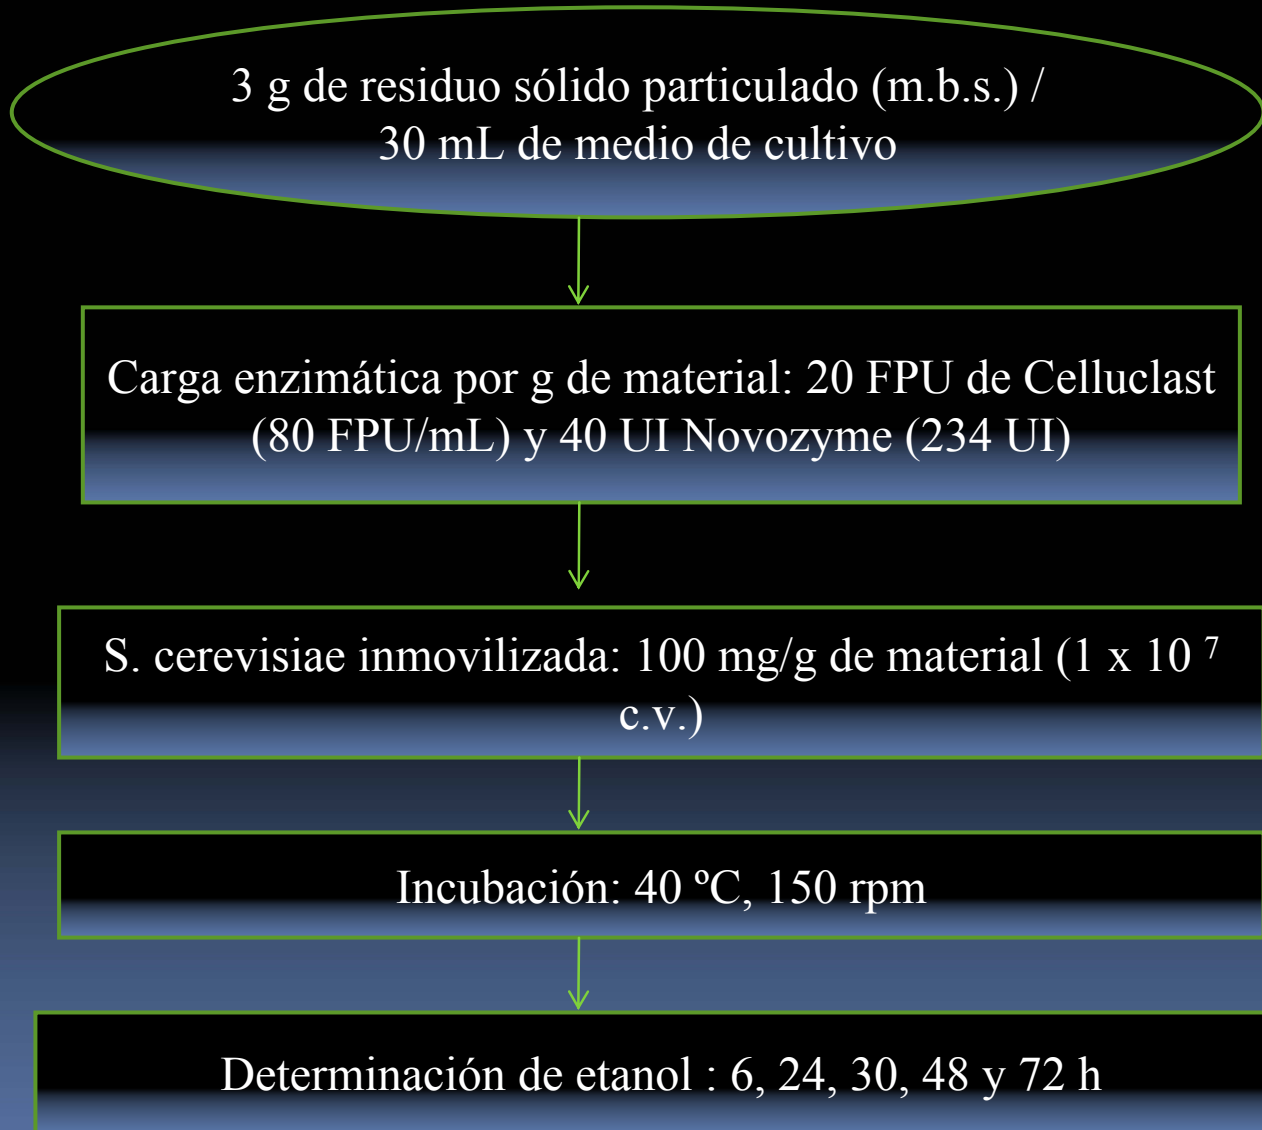 3 g de residuo sólido particulado (m.b.s.) /
30 mL de medio de cultivo
Carga enzimática por g de material: 20 FPU de Celluclast
(80 FPU/mL) y 40 UI Novozyme (234 UI)
S. cerevisiae inmovilizada: 100 mg/g de material (1 x 10 ⁷
c.v.)
Incubación: 40 ºC, 150 rpm
Determinación de etanol : 6, 24, 30, 48 y 72 h